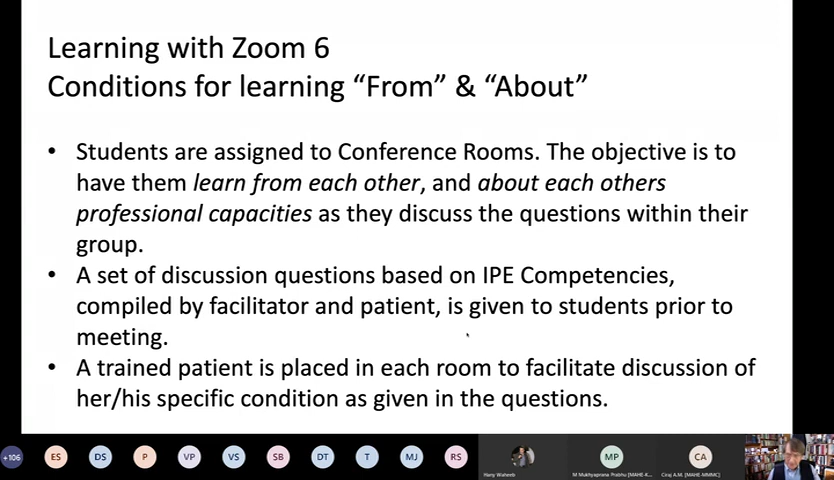 Learning with Zoom 6
Conditions for learning “From” & “About”
• Students are assigned to Conference Rooms. The objective is to
have them learn from each other, and about each others
professional capacities as they discuss the questions within their
group.
• A set of discussion questions based on IPE Competencies,
compiled by facilitator and patient, is given to students prior to
meeting.
• A trained patient is placed in each room to facilitate discussion of
her/his specific condition as given in the questions.
+106 ES DS P VP VS SB DT T MJ RS MP CA
Hany Waheeb M Mukhyaprana Prabhu [MAHE-K... Ciraj A.M. [MAHE-MMMC]